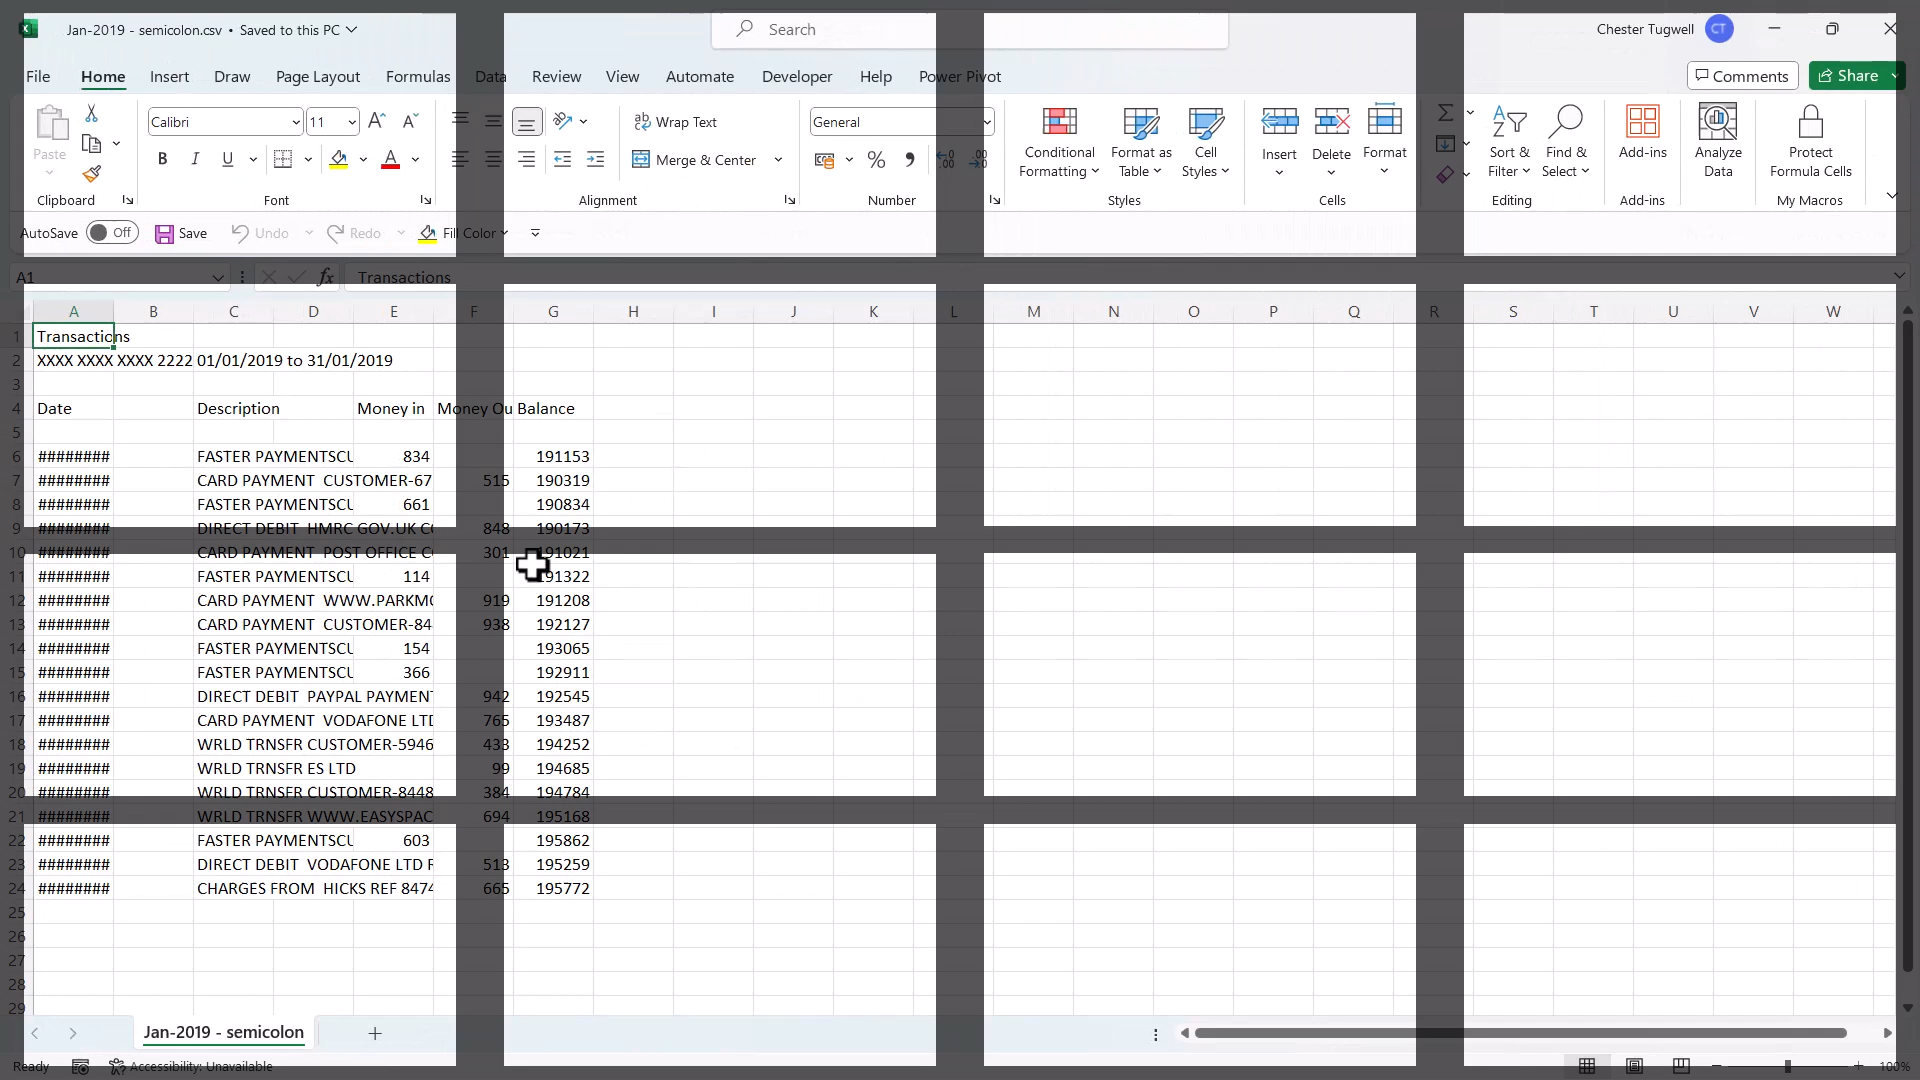 Jan-2019 - semicolon.csv • Saved to this PC
Search
Chester Tugwell
CT
File Home Insert Draw Page Layout Formulas Data Review View Automate Developer Help Power Pivot
Comments
Share
Paste
Calibri 11
B I U A
Wrap Text
Merge & Center
General
%
Conditional Formatting
Format as Table
Cell Styles
Insert
Delete
Format
Sort & Filter
Find & Select
Add-ins
Analyze Data
Protect Formula Cells
Clipboard Font Alignment Number Styles Cells Editing Add-ins My Macros
AutoSave Off Save Undo Redo Fill Color
A1 fx Transactions
A B C D E F G H I J K L M N O P Q R S T U V W
1 Transactions
2 XXXX XXXX XXXX 2222 01/01/2019 to 31/01/2019
3
4 Date Description Money in Money Ou Balance
5
6 ######## FASTER PAYMENTSCU 834 191153
7 ######## CARD PAYMENT CUSTOMER-67 515 190319
8 ######## FASTER PAYMENTSCU 661 190834
9 ######## DIRECT DEBIT HMRC GOV.UK CO 848 190173
10 ######## CARD PAYMENT POST OFFICE CO 301 191021
11 ######## FASTER PAYMENTSCU 114 191322
12 ######## CARD PAYMENT WWW.PARKMO 919 191208
13 ######## CARD PAYMENT CUSTOMER-84 938 192127
14 ######## FASTER PAYMENTSCU 154 193065
15 ######## FASTER PAYMENTSCU 366 192911
16 ######## DIRECT DEBIT PAYPAL PAYMENT 942 192545
17 ######## CARD PAYMENT VODAFONE LTD 765 193487
18 ######## WRLD TRNSFR CUSTOMER-5946 433 194252
19 ######## WRLD TRNSFR ES LTD 99 194685
20 ######## WRLD TRNSFR CUSTOMER-8448 384 194784
21 ######## WRLD TRNSFR WWW.EASYSPAC 694 195168
22 ######## FASTER PAYMENTSCU 603 195862
23 ######## DIRECT DEBIT VODAFONE LTD R 513 195259
24 ######## CHARGES FROM HICKS REF 8474 665 195772
25
26
27
28
29
Jan-2019 - semicolon
Ready Accessibility: Unavailable 100%